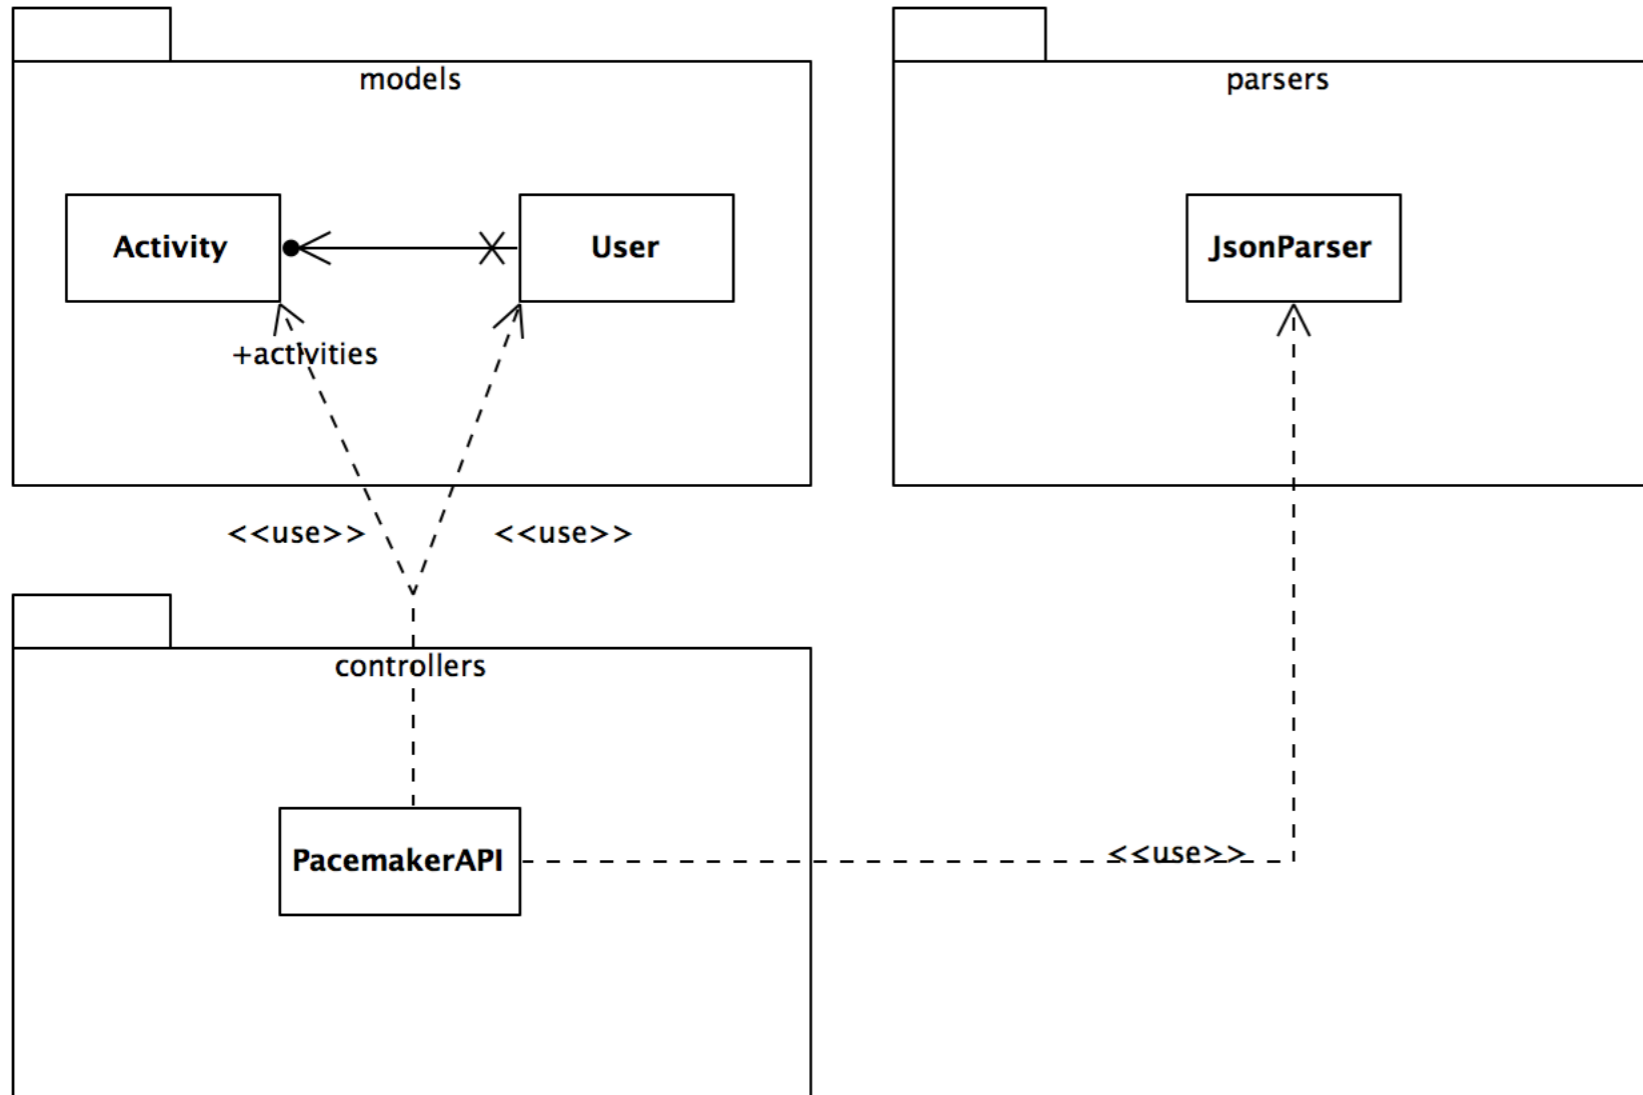 models
parsers
Activity
User
JsonParser
+activities
<<use>>
<<use>>
controllers
PacemakerAPI
<<use>>